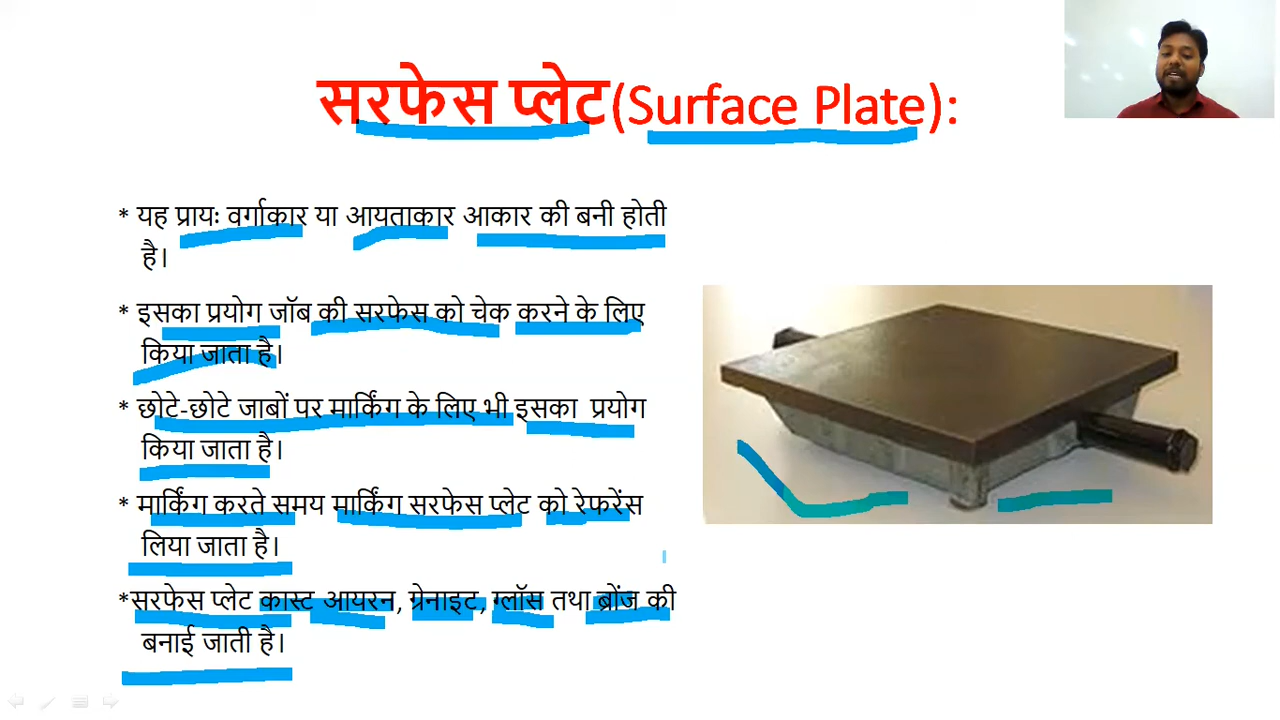 सरफेस प्लेट(Surface Plate):
* यह प्रायः वर्गाकार या आयताकार आकार की बनी होती
है।
* इसका प्रयोग जॉब की सरफेस को चेक करने के लिए
किया जाता है।
* छोटे-छोटे जाबों पर मार्किंग के लिए भी इसका प्रयोग
किया जाता है।
* मार्किंग करते समय मार्किंग सरफेस प्लेट को रेफरेंस
लिया जाता है।
*सरफेस प्लेट कास्ट आयरन, ग्रेनाइट, ग्लॉस तथा ब्रोंज की
बनाई जाती है।